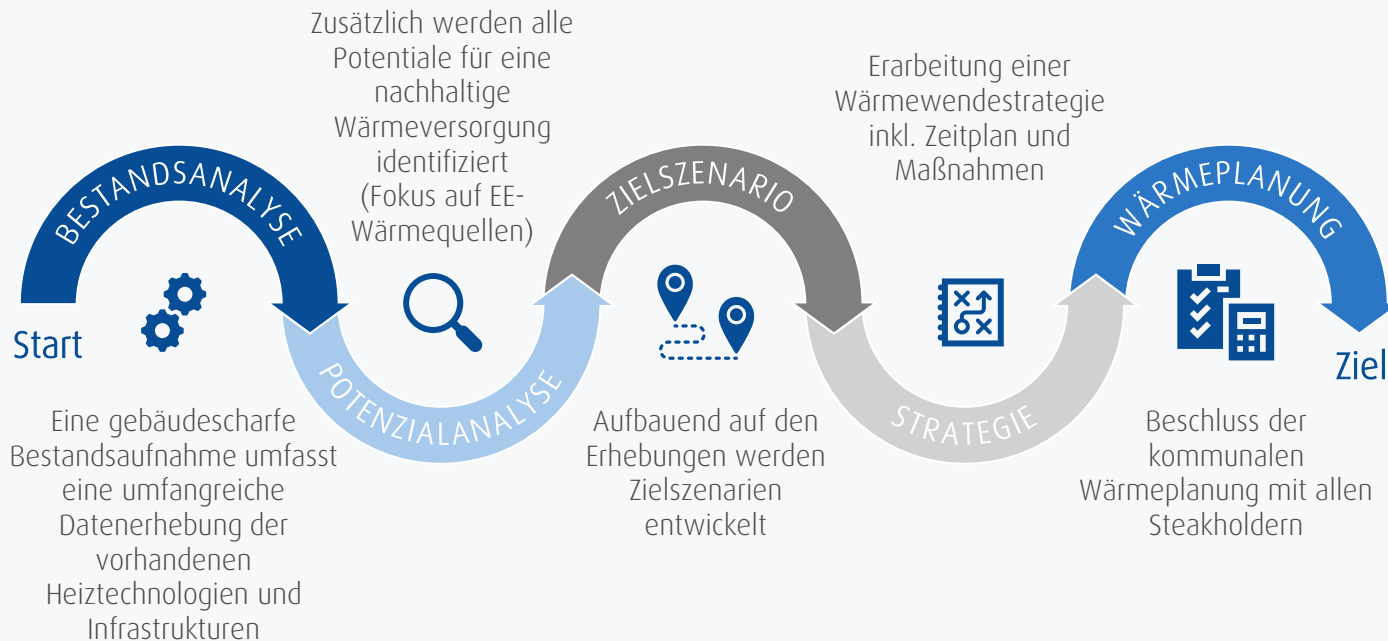 Start
BESTANDSANALYSE
Eine gebäudescharfe
Bestandsaufnahme umfasst
eine umfangreiche
Datenerhebung der
vorhandenen
Heiztechnologien und
Infrastrukturen
Zusätzlich werden alle
Potentiale für eine
nachhaltige
Wärmeversorgung
identifiziert
(Fokus auf EE-
Wärmequellen)
POTENZIALANALYSE
ZIELSZENARIO
Aufbauend auf den
Erhebungen werden
Zielszenarien
entwickelt
Erarbeitung einer
Wärmewendestrategie
inkl. Zeitplan und
Maßnahmen
STRATEGIE
WÄRMEPLANUNG
Beschluss der
kommunalen
Wärmeplanung mit allen
Steakholdern
Ziel